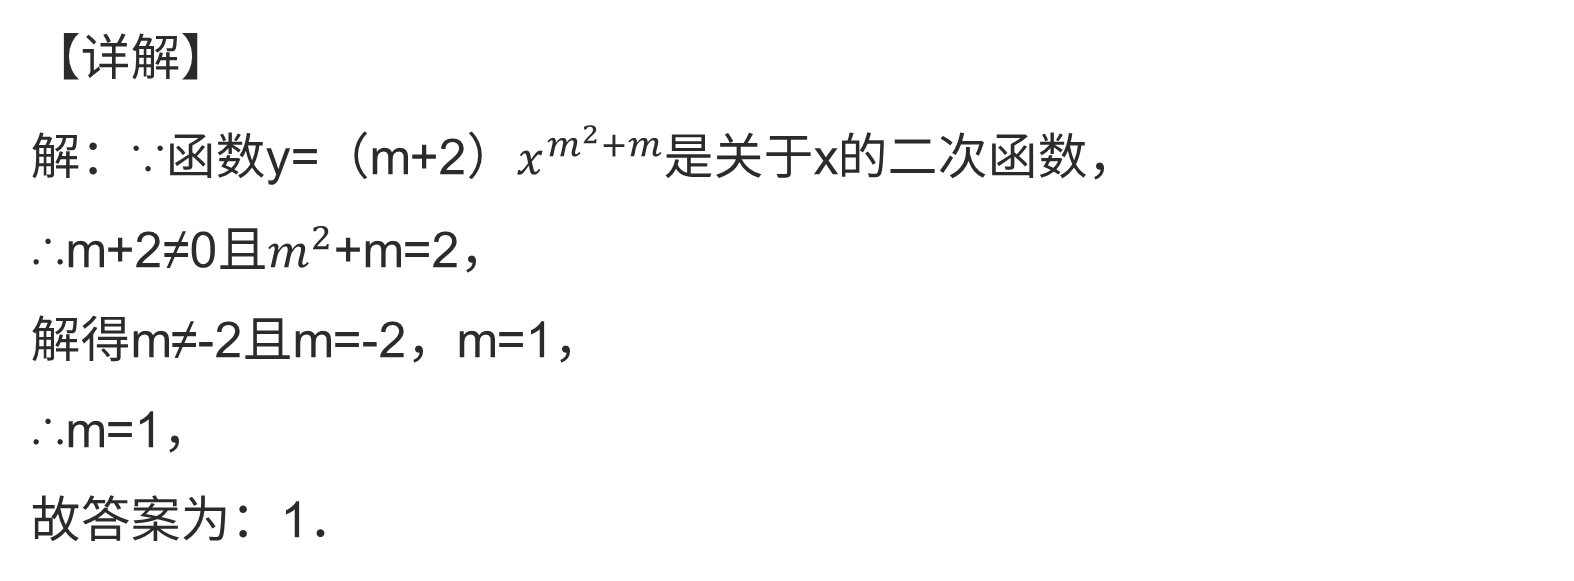 【详解】
解：∵函数y=（m+2）x^{m^2+m}是关于x的二次函数，
∴m+2≠0且m^2+m=2，
解得m≠-2且m=-2，m=1，
∴m=1，
故答案为：1．